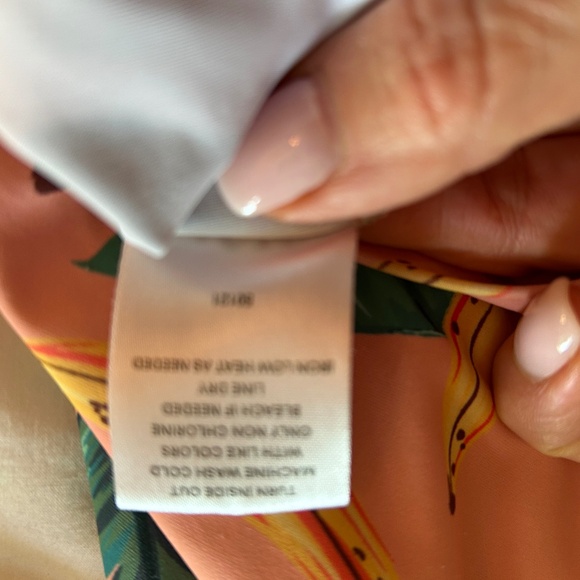 TURN INSIDE OUT
MACHINE WASH COLD
WITH LIKE COLORS
ONLY NON CHLORINE
BLEACH IF NEEDED
LINE DRY
IRON LOW HEAT AS NEEDED